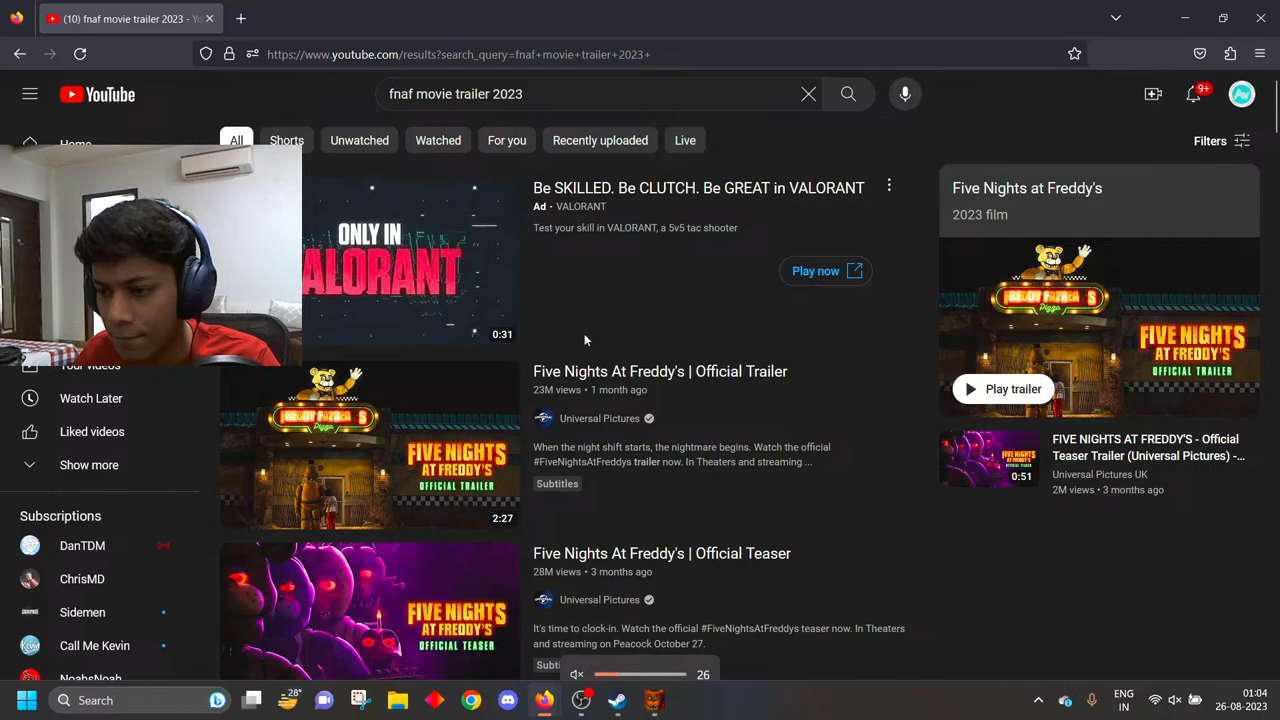 (10) fnaf movie trailer 2023 - Yo
https://www.youtube.com/results?search_query=fnaf+movie+trailer+2023+
YouTube
fnaf movie trailer 2023
9+
All
Shorts
Unwatched
Watched
For you
Recently uploaded
Live
Filters
Home
ONLY IN
VALORANT
0:31
Be SKILLED. Be CLUTCH. Be GREAT in VALORANT
Ad • VALORANT
Test your skill in VALORANT, a 5v5 tac shooter
Play now
Five Nights at Freddy's
2023 film
FREDDY FAZBEAR'S
Pizza
FIVE NIGHTS
AT FREDDY'S
OFFICIAL TRAILER
Play trailer
FIVE NIGHTS
AT FREDDY'S
0:51
FIVE NIGHTS AT FREDDY'S - Official
Teaser Trailer (Universal Pictures) -...
Universal Pictures UK
2M views • 3 months ago
Your videos
Watch Later
Liked videos
Show more
Subscriptions
DanTDM
ChrisMD
Sidemen
Call Me Kevin
NoahsNoah
FREDDY FAZBEAR'S
Pizza
FIVE NIGHTS
AT FREDDY'S
OFFICIAL TRAILER
2:27
Five Nights At Freddy's | Official Trailer
23M views • 1 month ago
Universal Pictures
When the night shift starts, the nightmare begins. Watch the official
#FiveNightsAtFreddys trailer now. In Theaters and streaming ...
Subtitles
FIVE NIGHTS
AT FREDDY'S
OFFICIAL TEASER
Five Nights At Freddy's | Official Teaser
28M views • 3 months ago
Universal Pictures
It's time to clock-in. Watch the official #FiveNightsAtFreddys teaser now. In Theaters
and streaming on Peacock October 27.
Subti
26
Search
28°
ENG
IN
01:04
26-08-2023